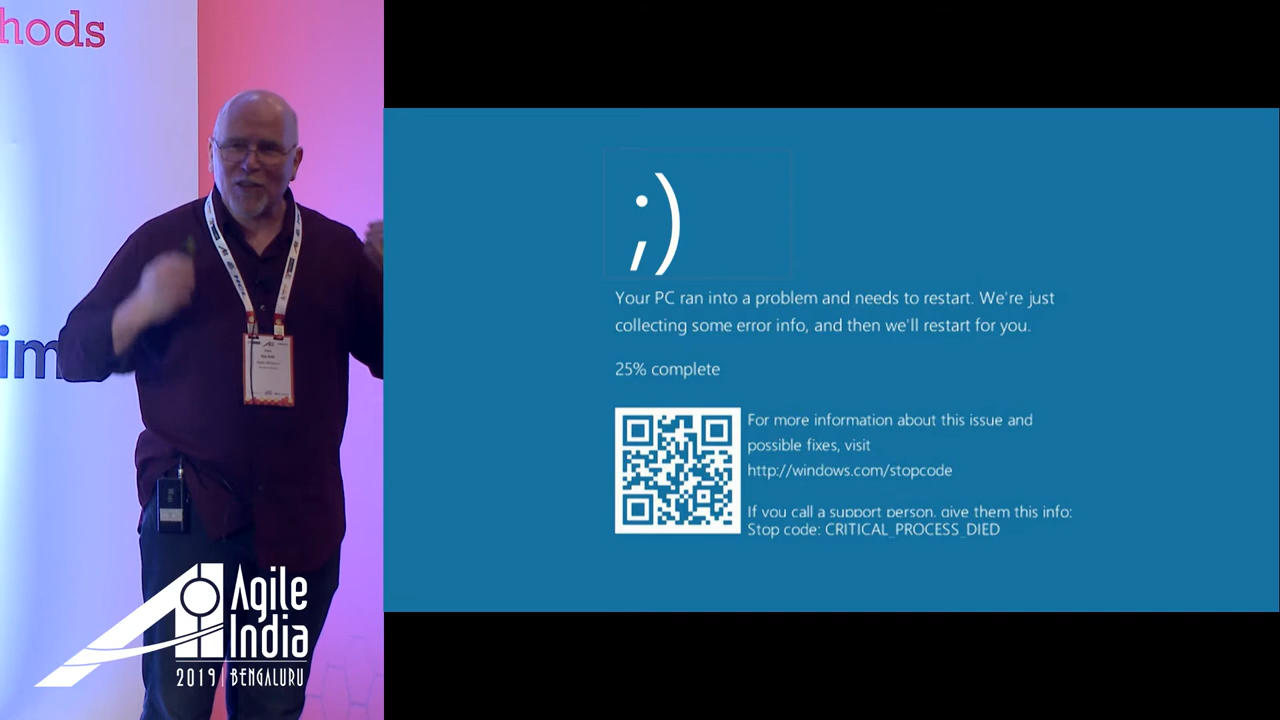 hods
im
Agile
India
2019 | BENGALURU
;)
Your PC ran into a problem and needs to restart. We're just
collecting some error info, and then we'll restart for you.
25% complete
For more information about this issue and
possible fixes, visit
http://windows.com/stopcode
If you call a support person, give them this info:
Stop code: CRITICAL_PROCESS_DIED